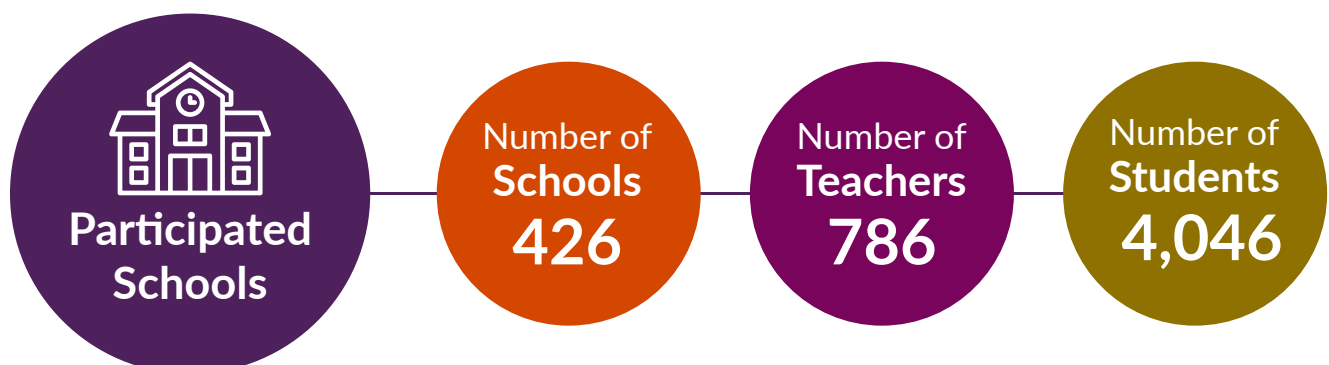 Participated
Schools
Number of
Schools
426
Number of
Teachers
786
Number of
Students
4,046